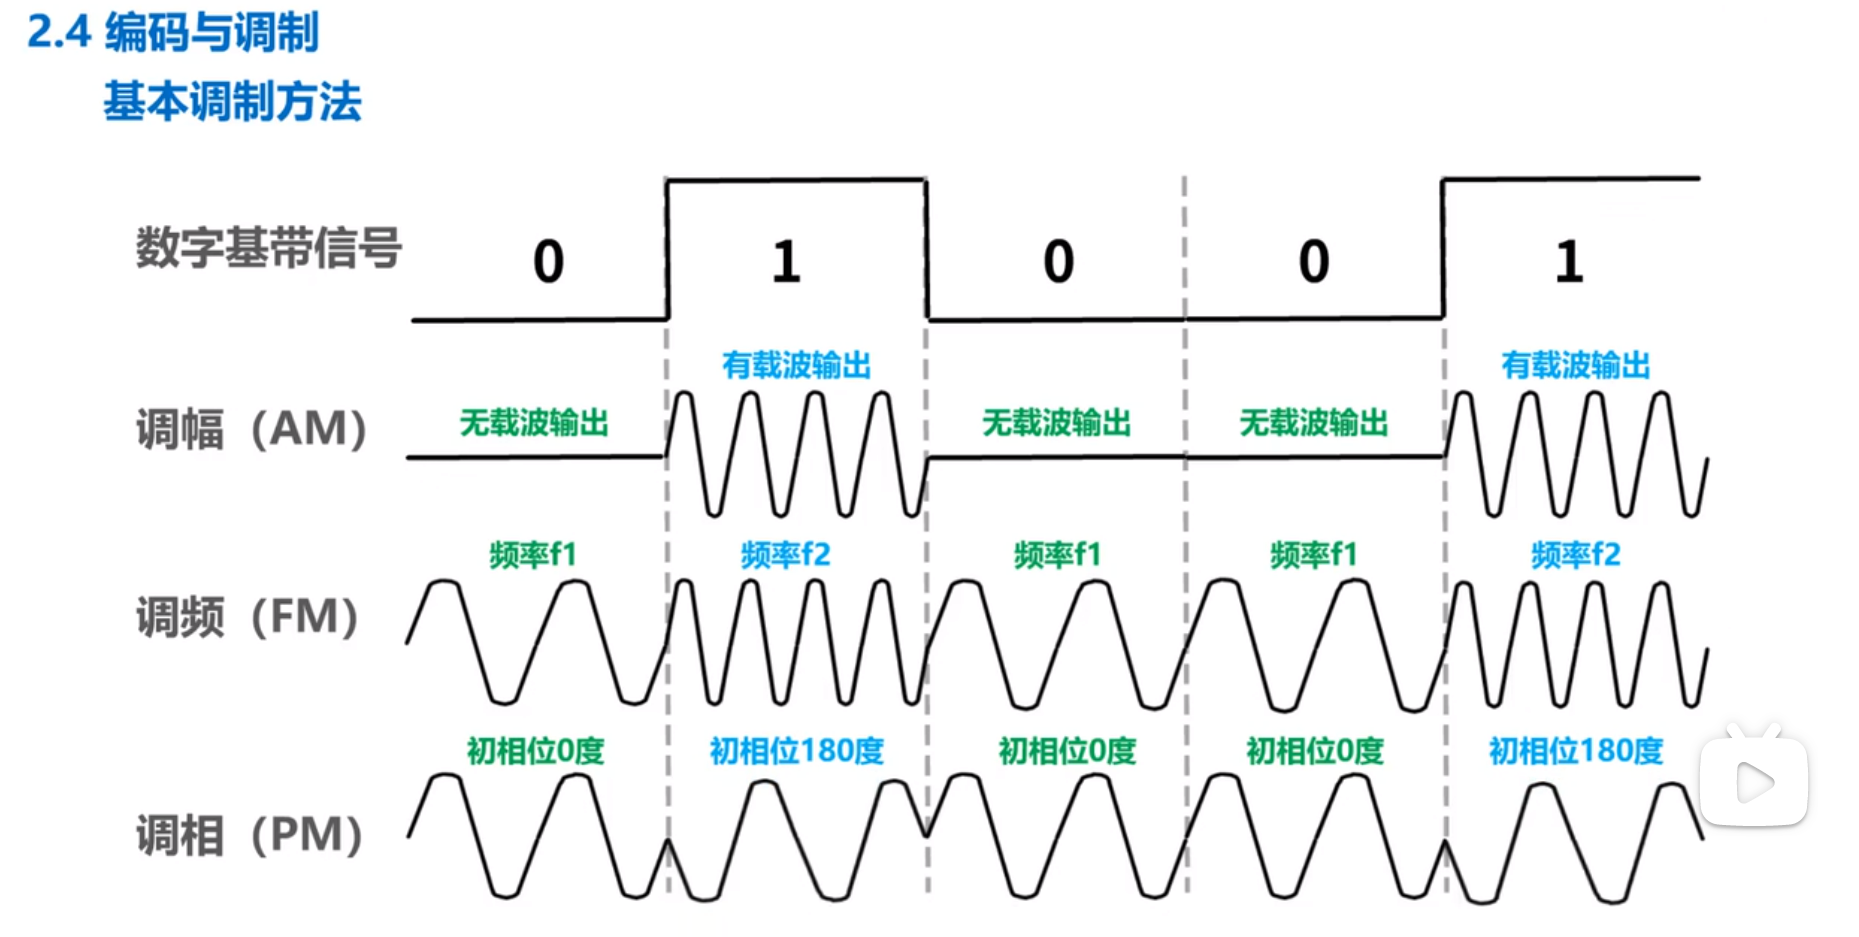 2.4 编码与调制
基本调制方法
数字基带信号
0 1 0 0 1
有载波输出 有载波输出
调幅（AM）
无载波输出 无载波输出 无载波输出
频率f1 频率f2 频率f1 频率f1 频率f2
调频（FM）
初相位0度 初相位180度 初相位0度 初相位0度 初相位180度
调相（PM）